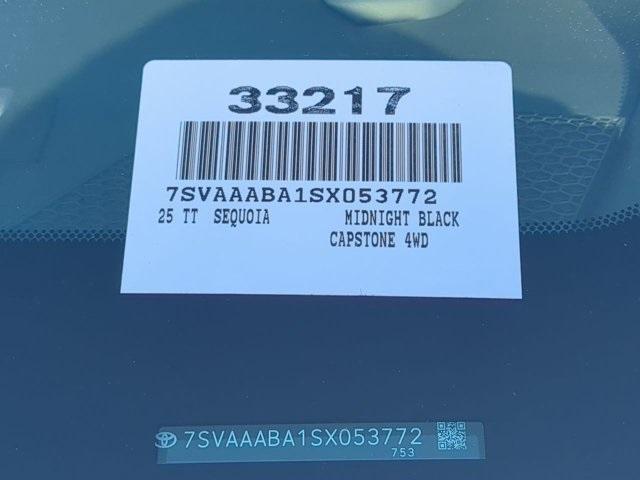 33217
7SVAAABA1SX053772
25 TT SEQUOIA MIDNIGHT BLACK
CAPSTONE 4WD
7SVAAABA1SX053772
753